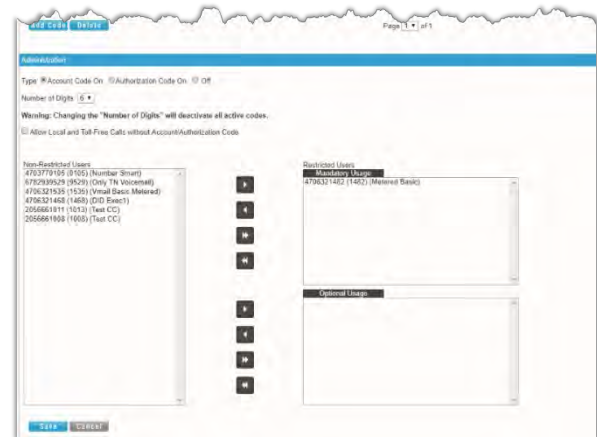 Add Code Delete Page 1 of 1
Administration
Type: Account Code On Authorization Code On Off
Number of Digits: 6
Warning: Changing the "Number of Digits" will deactivate all active codes.
Allow Local and Toll-Free Calls without Account/Authorization Code
Non-Restricted Users Restricted Users
Mandatory Usage
4703770105 (0105) (Number Smart) 4706321462 (1462) (Metered Basic)
6782939529 (9529) (Only TN Voicemail)
4706321535 (1535) (Vmail Basic Metered)
4706321468 (1468) (DID Exec1)
2056661011 (1013) (Test CC)
2056661008 (1008) (Test CC)
Optional Usage
Save Cancel